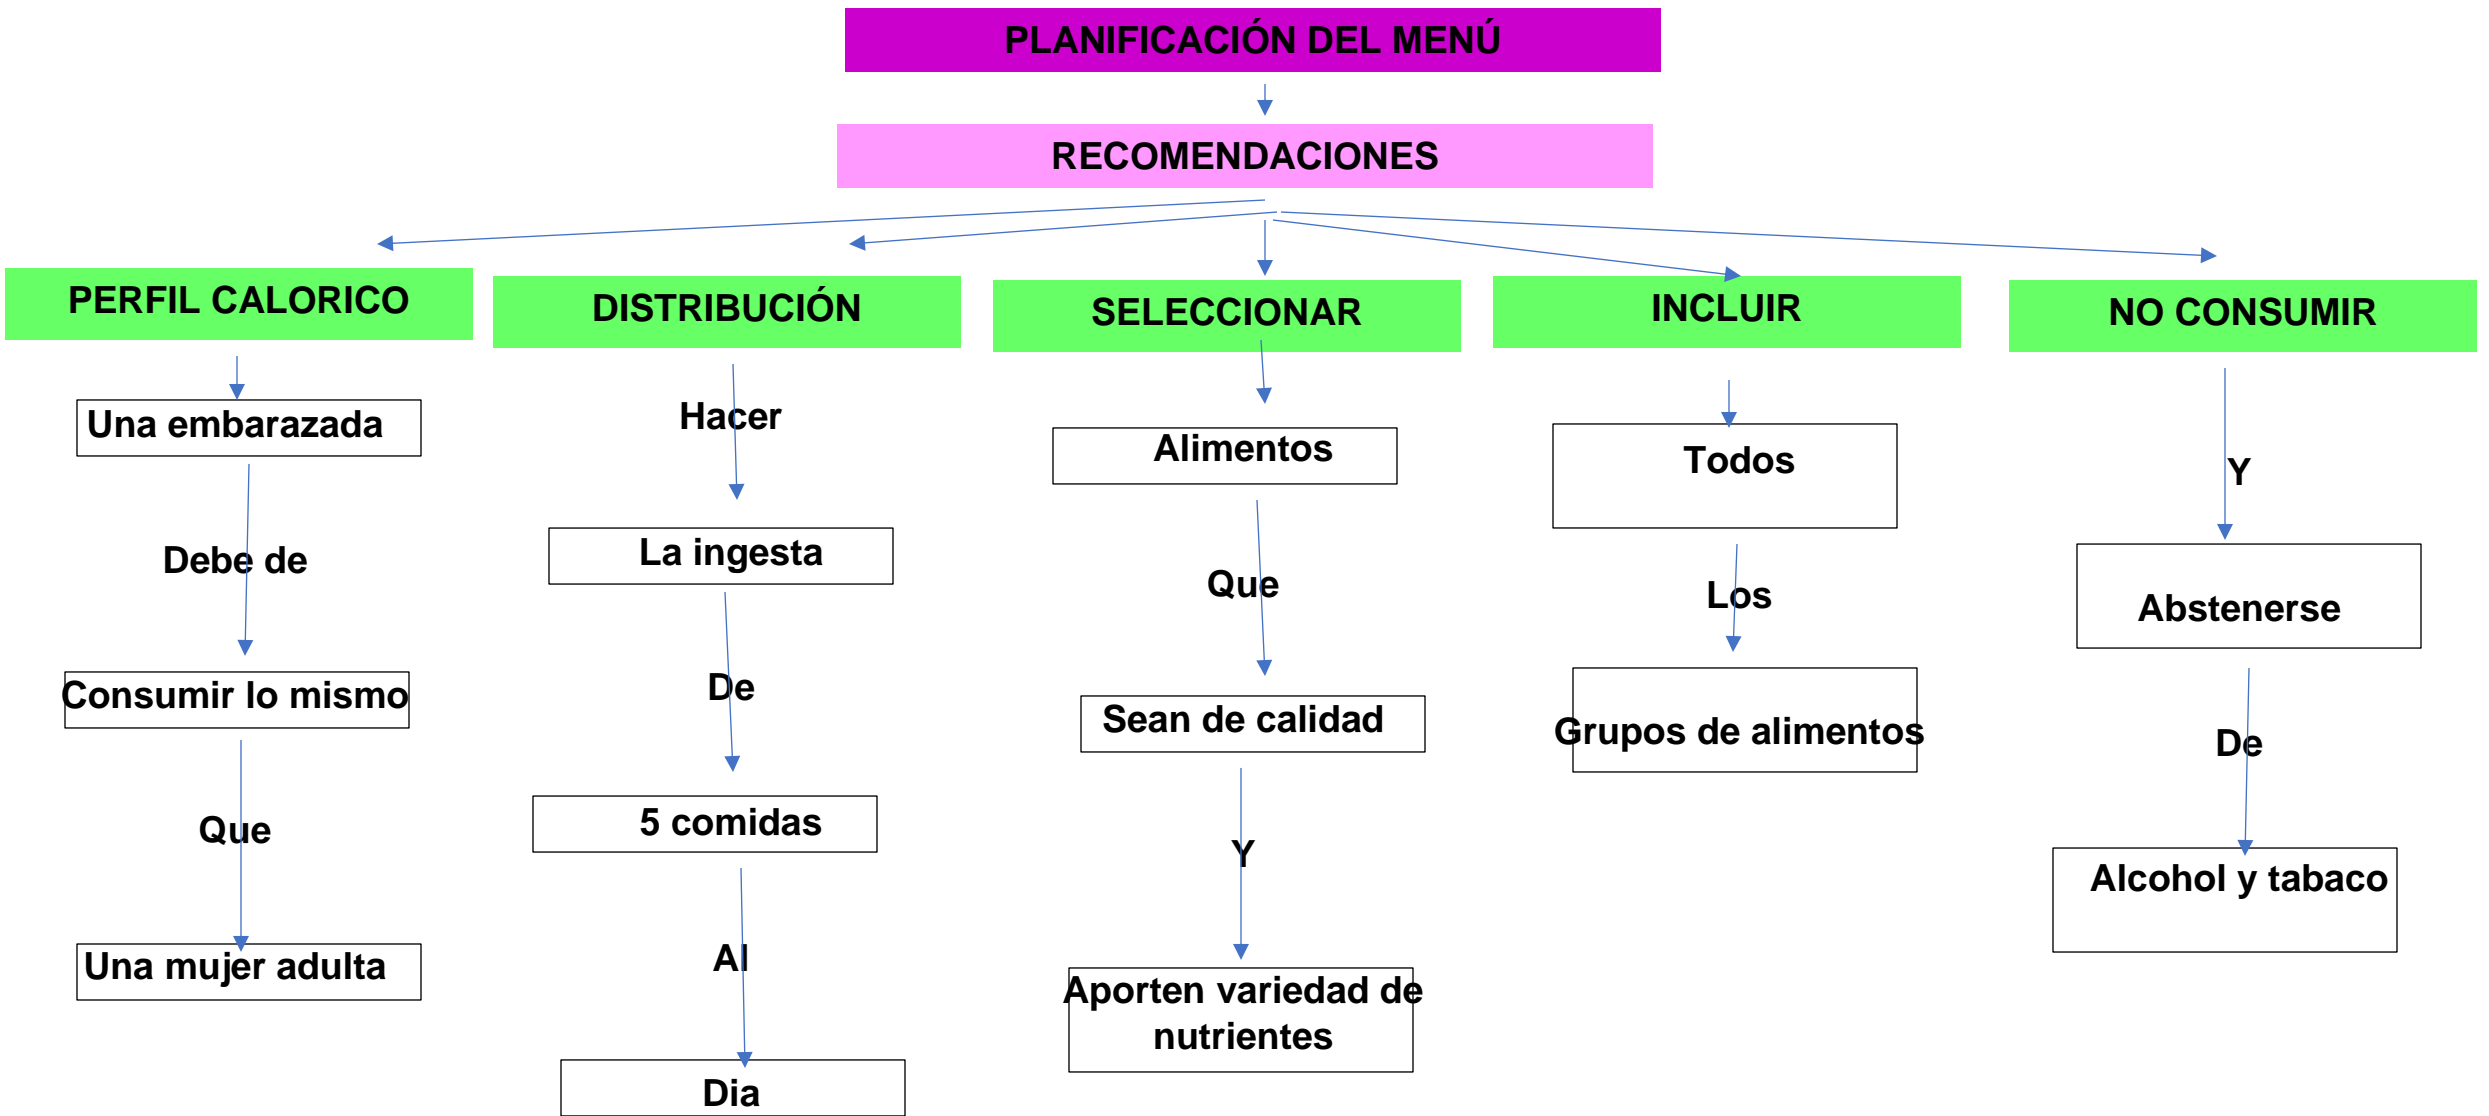 PLANIFICACIÓN DEL MENÚ
RECOMENDACIONES
PERFIL CALORICO
Una embarazada
Debe de
Consumir lo mismo
Que
Una mujer adulta
DISTRIBUCIÓN
Hacer
La ingesta
De
5 comidas
Al
Dia
SELECCIONAR
Alimentos
Que
Sean de calidad
Y
Aporten variedad de
nutrientes
INCLUIR
Todos
Los
Grupos de alimentos
NO CONSUMIR
Y
Abstenerse
De
Alcohol y tabaco